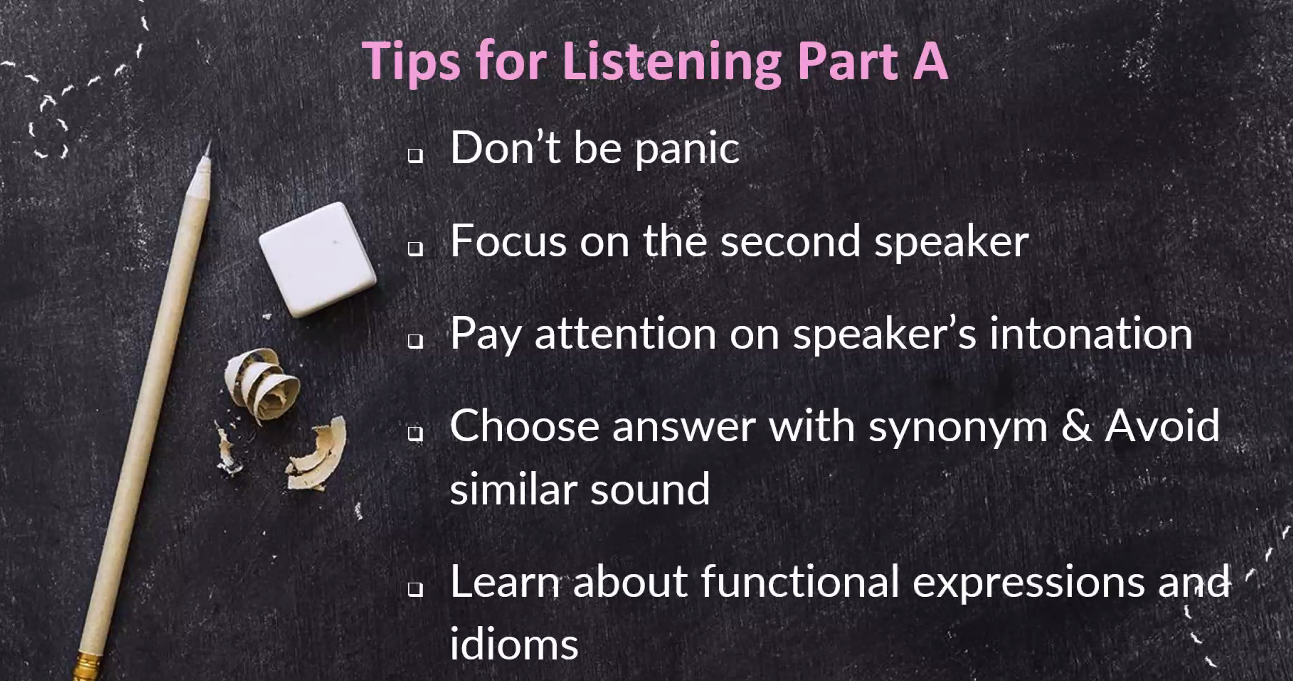 Tips for Listening Part A
❑ Don’t be panic
❑ Focus on the second speaker
❑ Pay attention on speaker’s intonation
❑ Choose answer with synonym & Avoid
similar sound
❑ Learn about functional expressions and
idioms